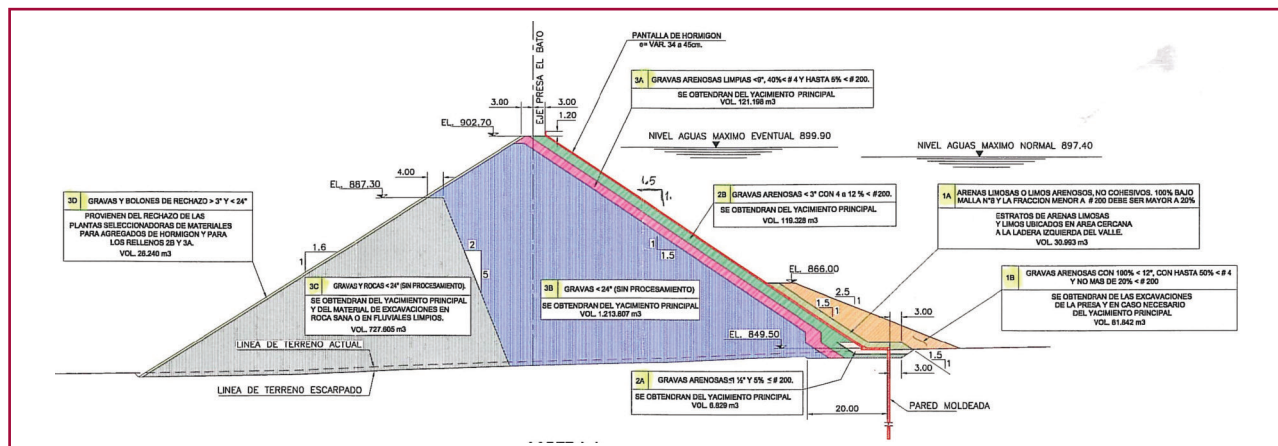 PANTALLA DE HORMIGON
e= VAR. 34 a 45cm.
EJE PRESA EL BATO
3A GRAVAS ARENOSAS LIMPIAS <9", 40%< # 4 Y HASTA 5% < # 200.
SE OBTENDRAN DEL YACIMIENTO PRINCIPAL
VOL. 121.198 m3
3.00
3.00
1.20
EL. 902.70
NIVEL AGUAS MAXIMO EVENTUAL 899.90
NIVEL AGUAS MAXIMO NORMAL 897.40
4.00
EL. 887.30
1.5
1.
3D GRAVAS Y BOLONES DE RECHAZO > 3" Y < 24"
PROVIENEN DEL RECHAZO DE LAS
PLANTAS SELECCIONADORAS DE MATERIALES
PARA AGREGADOS DE HORMIGON Y PARA
LOS RELLENOS 2B Y 3A.
VOL. 26.240 m3
2B GRAVAS ARENOSAS < 3" CON 4 a 12 % < #200.
SE OBTENDRAN DEL YACIMIENTO PRINCIPAL
VOL. 119.328 m3
1A ARENAS LIMOSAS O LIMOS ARENOSOS, NO COHESIVOS. 100% BAJO
MALLA N°8 Y LA FRACCION MENOR A # 200 DEBE SER MAYOR A 20%
ESTRATOS DE ARENAS LIMOSAS
Y LIMOS UBICADOS EN AREA CERCANA
A LA LADERA IZQUIERDA DEL VALLE.
VOL. 30.993 m3
1.6
1
2
5
1
1.5
EL. 866.00
2.5
1
1.5
1
1B GRAVAS ARENOSAS CON 100% < 12", CON HASTA 50% < # 4
Y NO MAS DE 20% < # 200
SE OBTENDRAN DE LAS EXCAVACIONES
DE LA PRESA Y EN CASO NECESARIO
DEL YACIMIENTO PRINCIPAL
VOL. 61.842 m3
3C GRAVAS Y ROCAS < 24" (SIN PROCESAMIENTO).
SE OBTENDRAN DEL YACIMIENTO PRINCIPAL
Y DEL MATERIAL DE EXCAVACIONES EN
ROCA SANA O EN FLUVIALES LIMPIOS.
VOL. 727.605 m3
3B GRAVAS < 24" (SIN PROCESAMIENTO)
SE OBTENDRAN DEL YACIMIENTO PRINCIPAL
VOL. 1.213.607 m3
3.00
EL. 849.50
LINEA DE TERRENO ACTUAL
LINEA DE TERRENO ESCARPADO
1.5
1
3.00
2A GRAVAS ARENOSAS≤1 ½" Y 5% ≤ # 200.
SE OBTENDRAN DEL YACIMIENTO PRINCIPAL
VOL. 6.829 m3
20.00
PARED MOLDEADA